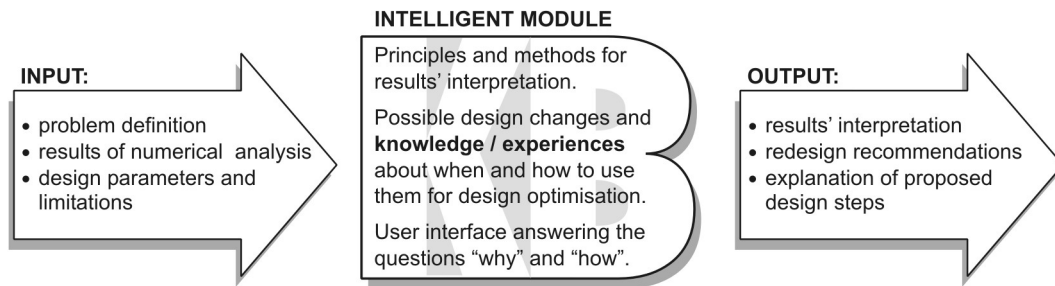 INPUT:
• problem definition
• results of numerical analysis
• design parameters and
limitations
INTELLIGENT MODULE
KB
Principles and methods for
results' interpretation.
Possible design changes and
knowledge / experiences
about when and how to use
them for design optimisation.
User interface answering the
questions “why” and “how”.
OUTPUT:
• results' interpretation
• redesign recommendations
• explanation of proposed
design steps